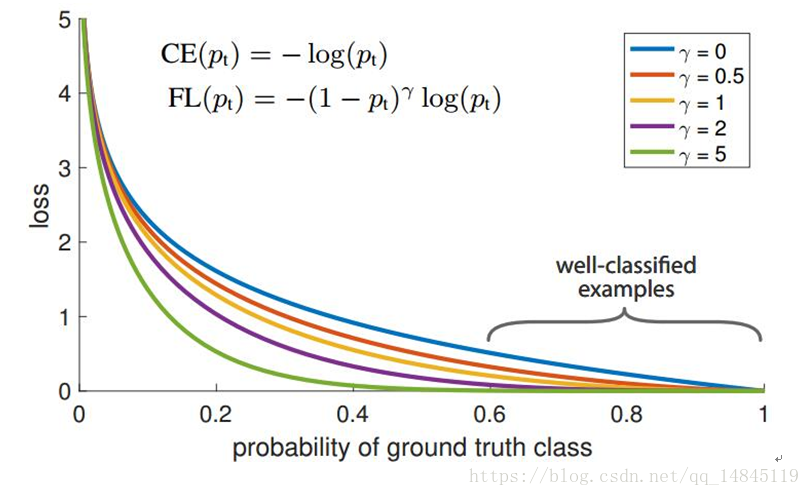 CE(pt) = − log(pt)
FL(pt) = −(1 − pt)^γ log(pt)
γ = 0
γ = 0.5
γ = 1
γ = 2
γ = 5
well-classified
examples
5
4
3
2
1
0
loss
0
0.2
0.4
0.6
0.8
1
probability of ground truth class
https://blog.csdn.net/qq_14845119